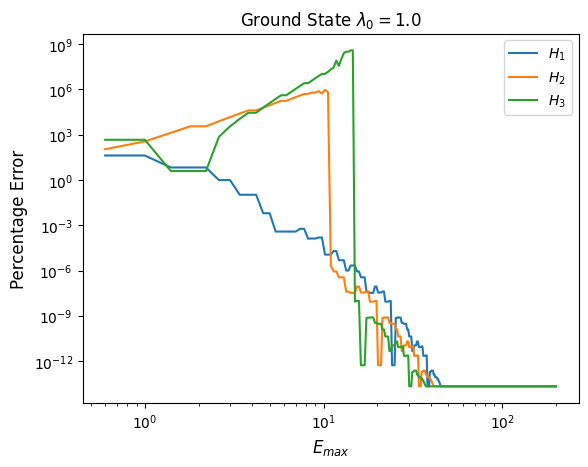 Ground State λ₀ = 1.0
10⁹
10⁶
10³
10⁰
10⁻³
10⁻⁶
10⁻⁹
10⁻¹²
Percentage Error
H₁
H₂
H₃
10⁰ 10¹ 10²
Eₘₐₓ